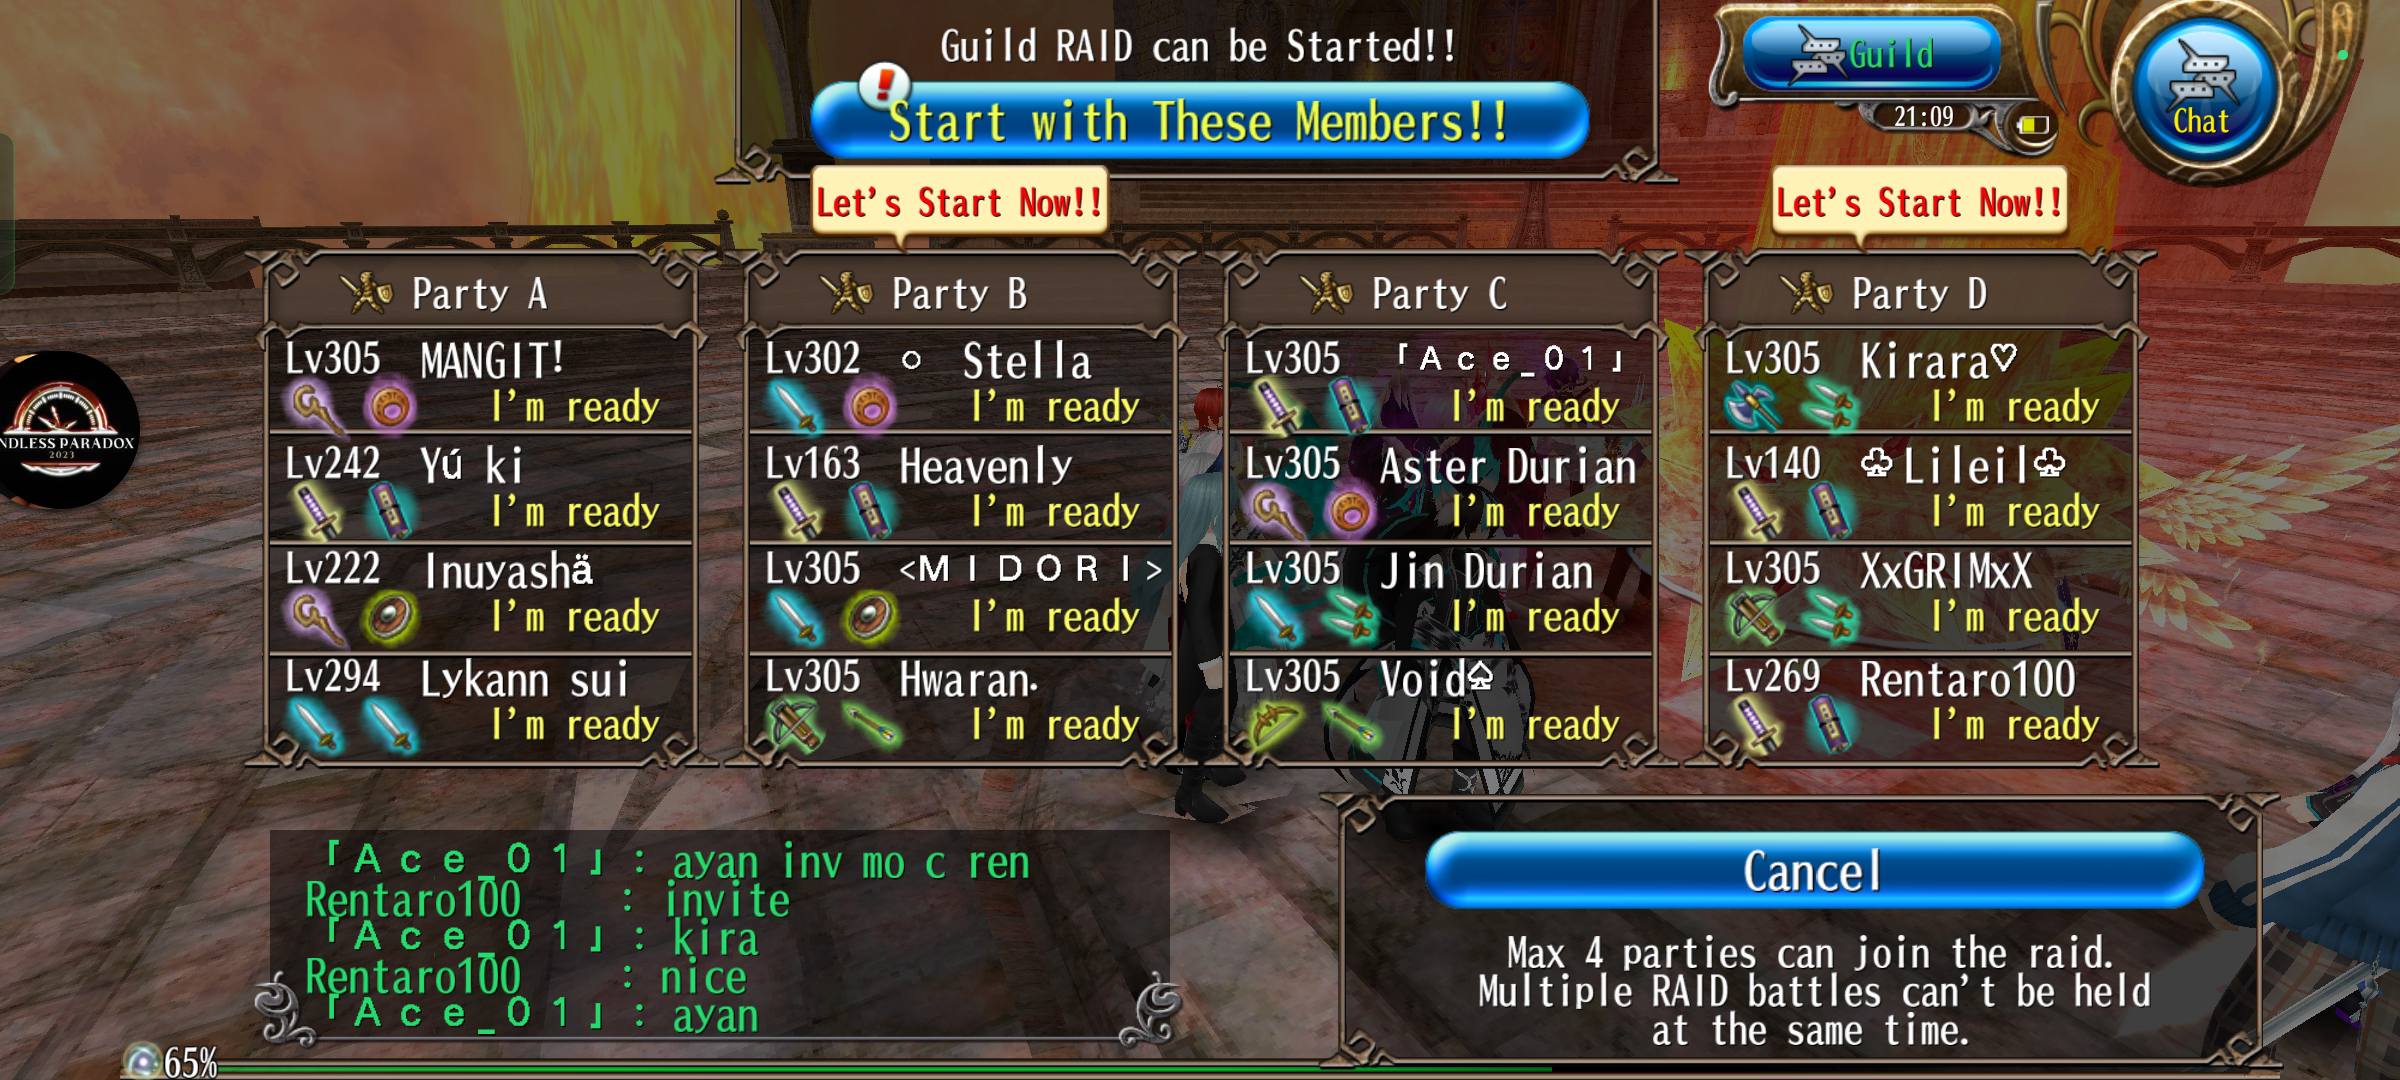 Guild RAID can be Started!!
Start with These Members!!
Guild
21:09
Chat
Let's Start Now!!
Let's Start Now!!
Party A
Lv305 MANGIT!
I'm ready
Lv242 Yú ki
I'm ready
Lv222 Inuyashä
I'm ready
Lv294 Lykann sui
I'm ready
Party B
Lv302 ○ Stella
I'm ready
Lv163 Heavenly
I'm ready
Lv305 <ＭＩＤＯＲＩ>
I'm ready
Lv305 Hwaran.
I'm ready
Party C
Lv305 「Ａｃｅ_０１」
I'm ready
Lv305 Aster Durian
I'm ready
Lv305 Jin Durian
I'm ready
Lv305 Void♤
I'm ready
Party D
Lv305 Kirara♡
I'm ready
Lv140 ♧Lileil♧
I'm ready
Lv305 XxGRIMxX
I'm ready
Lv269 Rentaro100
I'm ready
NDLESS PARADOX
2023
「Ａｃｅ_０１」: ayan inv mo c ren
Rentaro100 : invite
「Ａｃｅ_０１」: kira
Rentaro100 : nice
「Ａｃｅ_０１」: ayan
Cancel
Max 4 parties can join the raid.
Multiple RAID battles can't be held
at the same time.
65%